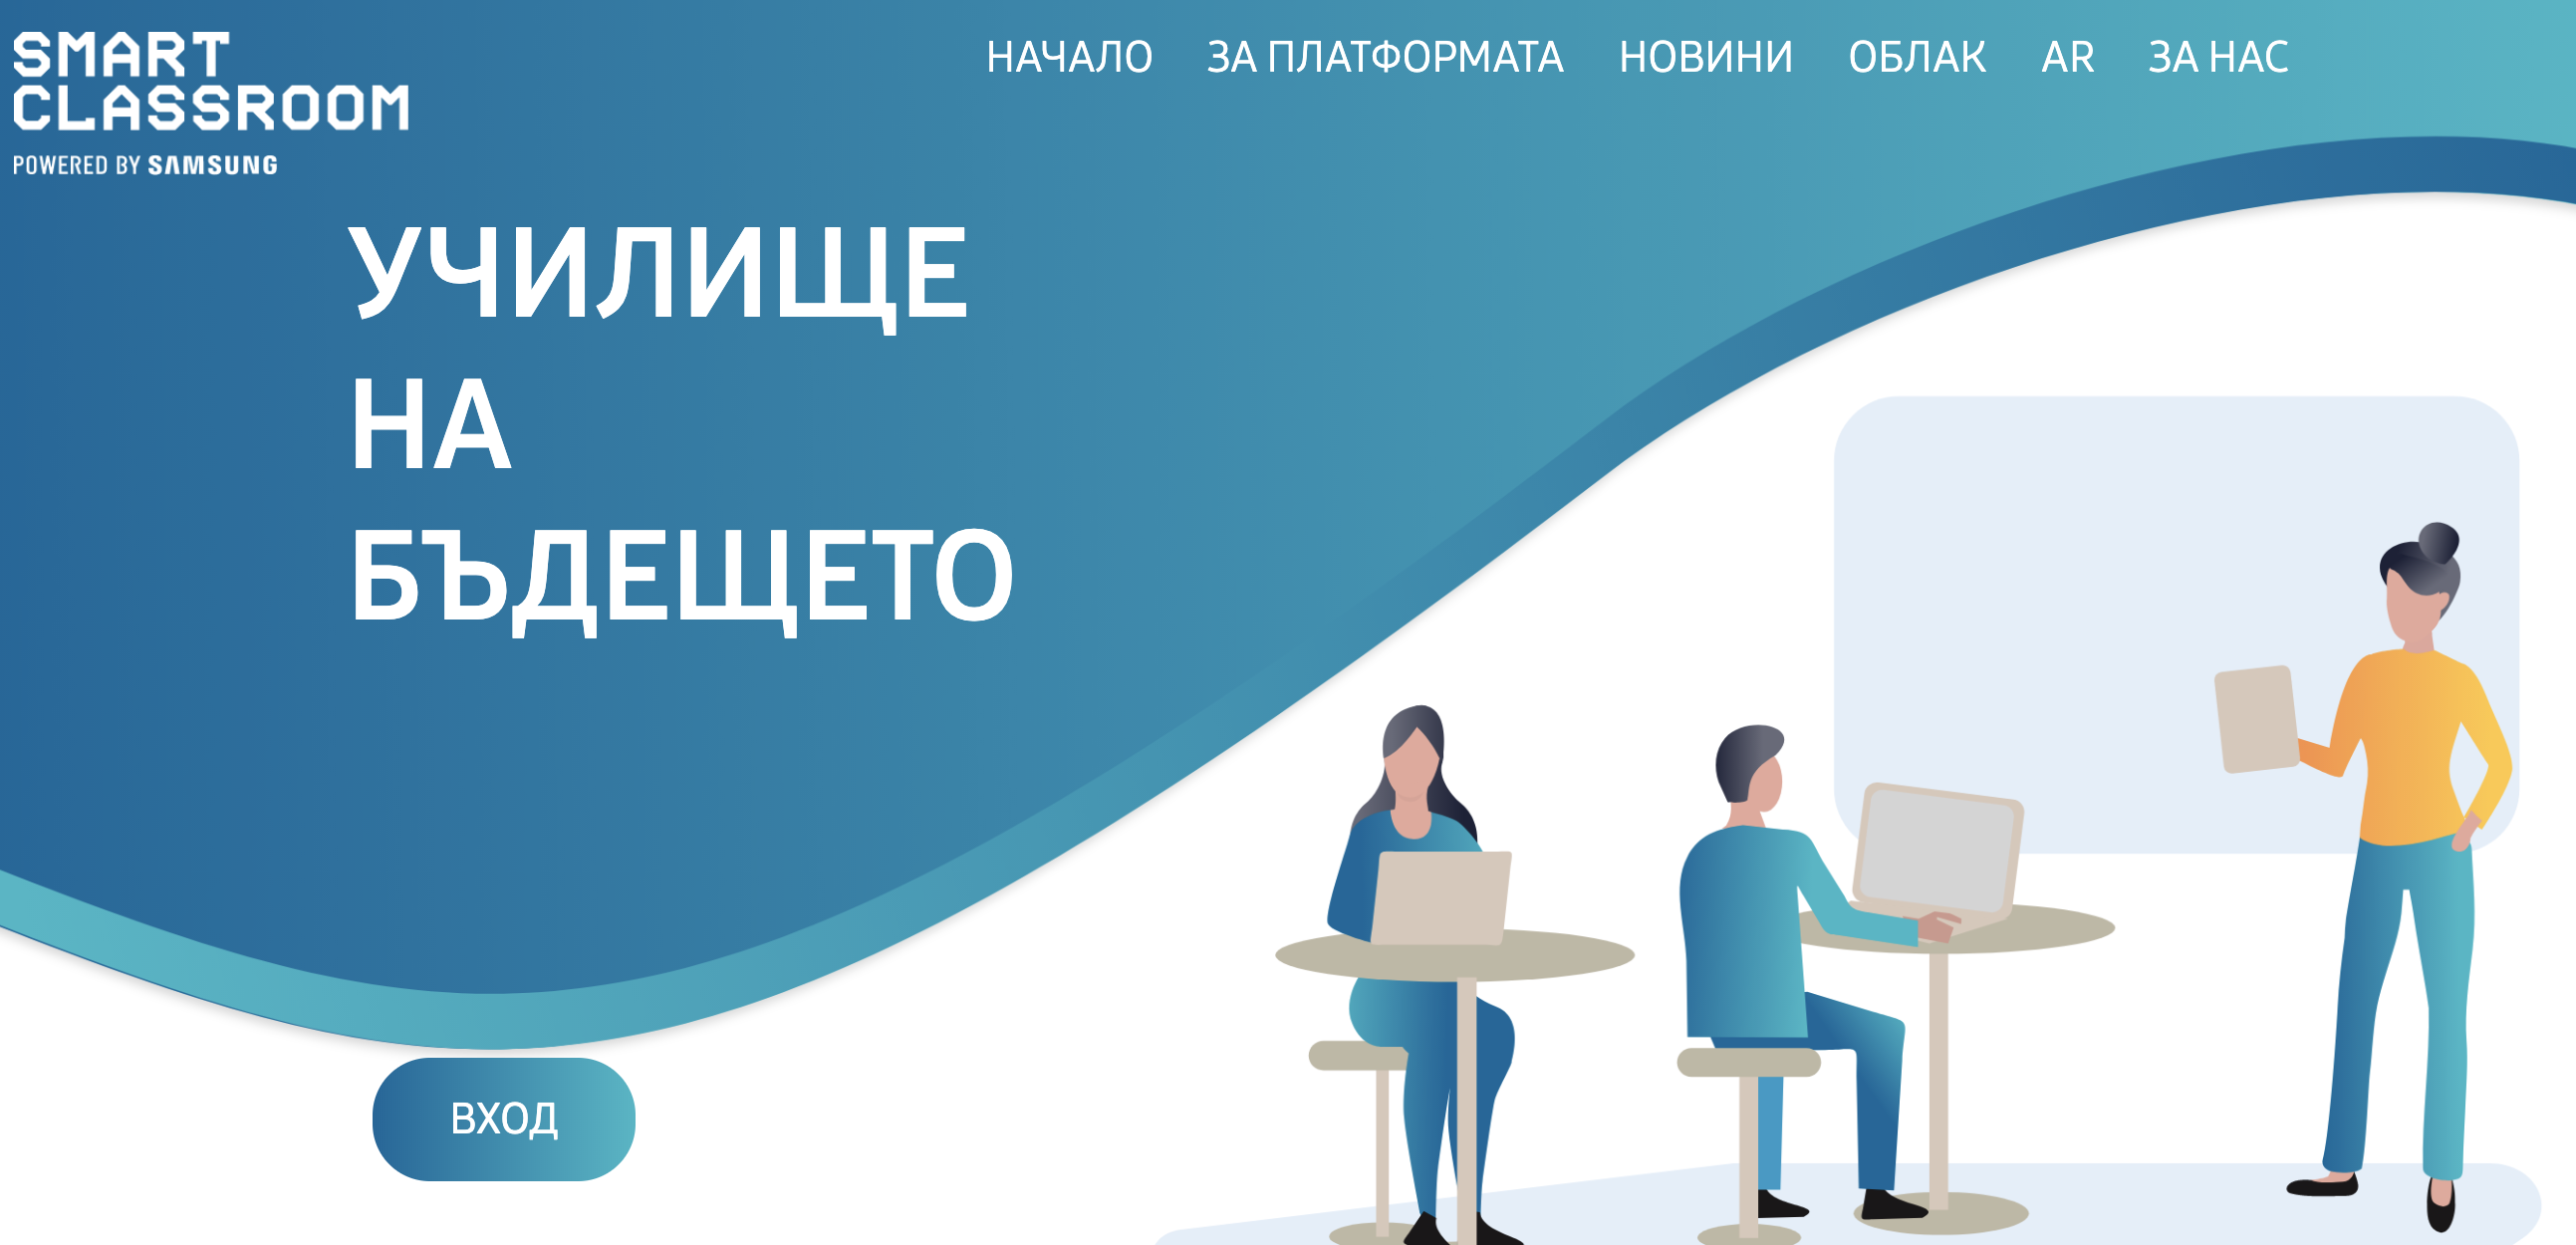 SMART
CLASSROOM
POWERED BY SAMSUNG
НАЧАЛО ЗА ПЛАТФОРМАТА НОВИНИ ОБЛАК AR ЗА НАС
УЧИЛИЩЕ
НА
БЪДЕЩЕТО
ВХОД